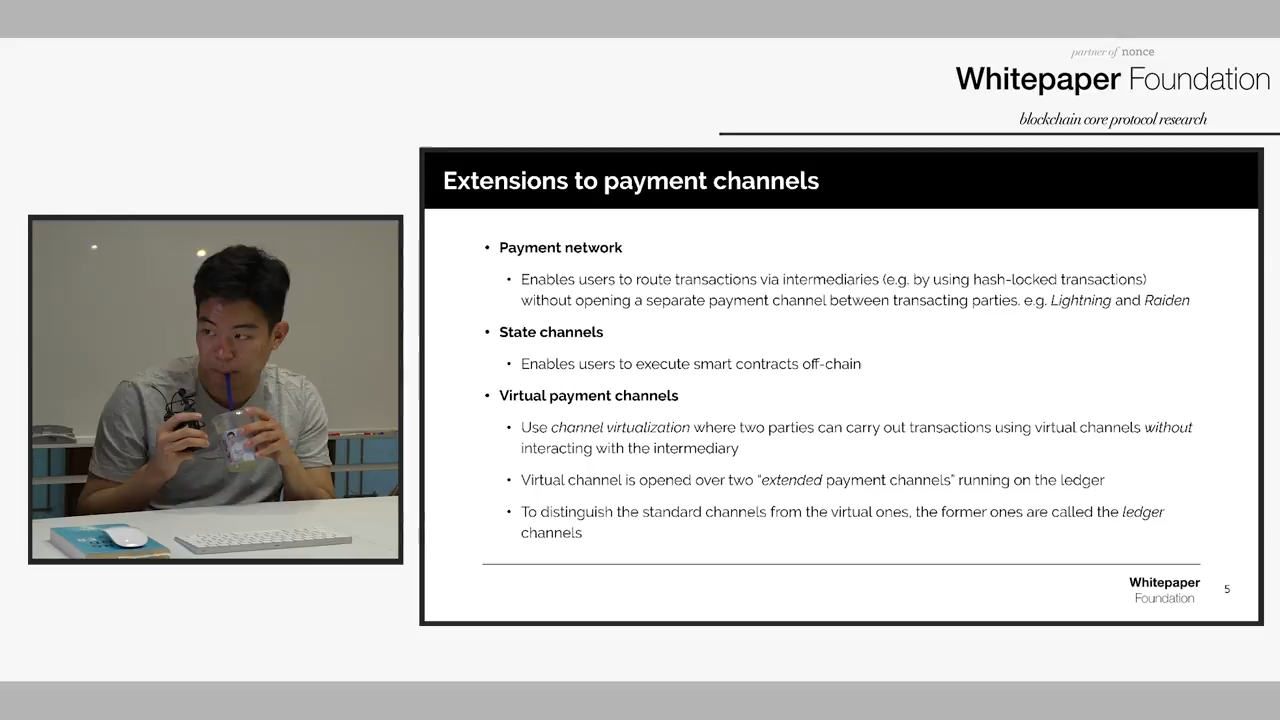 partner of nonce
Whitepaper Foundation
blockchain core protocol research
Extensions to payment channels
• Payment network
• Enables users to route transactions via intermediaries (e.g. by using hash-locked transactions)
without opening a separate payment channel between transacting parties. e.g. Lightning and Raiden
• State channels
• Enables users to execute smart contracts off-chain
• Virtual payment channels
• Use channel virtualization where two parties can carry out transactions using virtual channels without
interacting with the intermediary
• Virtual channel is opened over two “extended payment channels” running on the ledger
• To distinguish the standard channels from the virtual ones, the former ones are called the ledger
channels
Whitepaper
Foundation
5